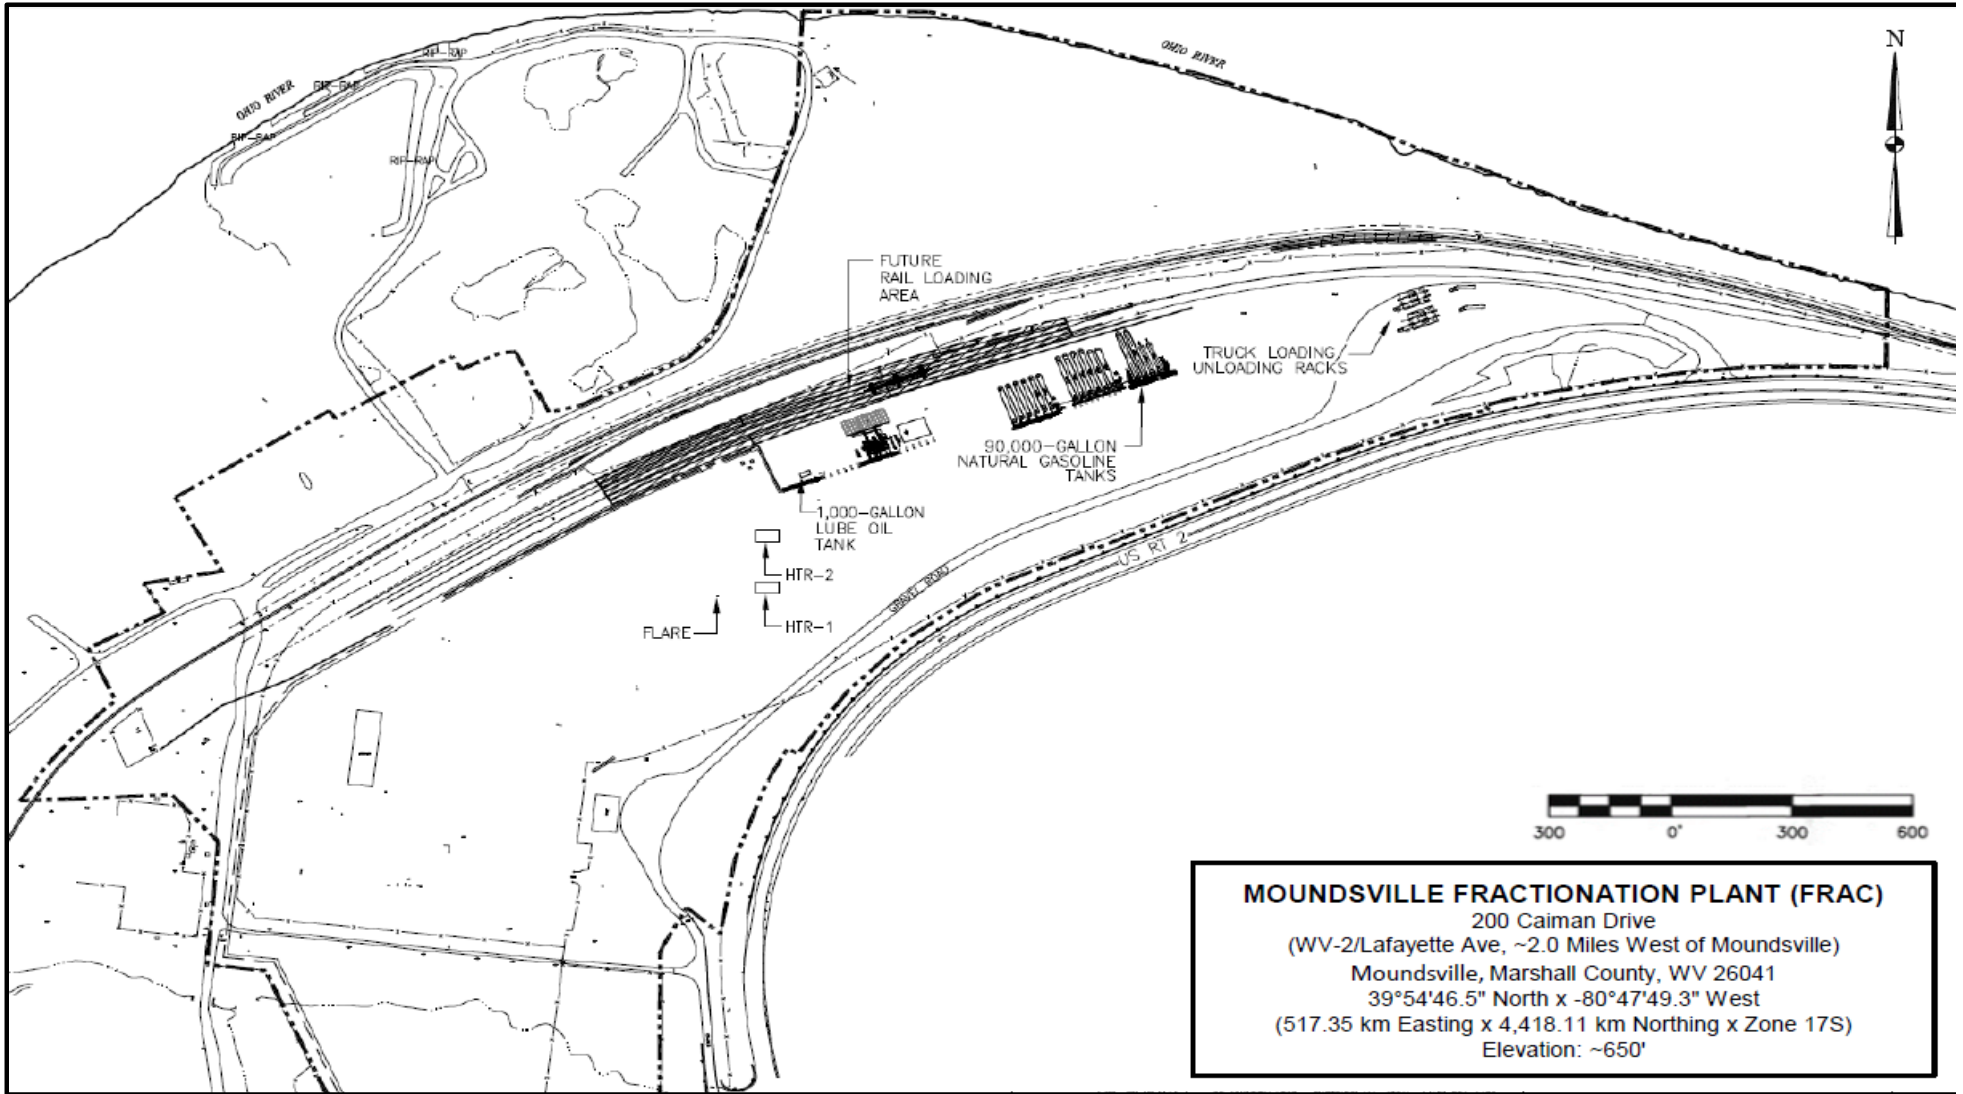 OHIO RIVER
N
RIP-RAP
OHIO RIVER
RIP-RAP
RIP-RAP
RIP-RAP
FUTURE
RAIL LOADING
AREA
TRUCK LOADING
UNLOADING RACKS
90,000-GALLON
NATURAL GASOLINE
TANKS
1,000-GALLON
LUBE OIL
TANK
HTR-2
US RT 2
GRAVEL ROAD
FLARE
HTR-1
300 0' 300 600
MOUNDSVILLE FRACTIONATION PLANT (FRAC)
200 Caiman Drive
(WV-2/Lafayette Ave, ~2.0 Miles West of Moundsville)
Moundsville, Marshall County, WV 26041
39°54'46.5" North x -80°47'49.3" West
(517.35 km Easting x 4,418.11 km Northing x Zone 17S)
Elevation: ~650'